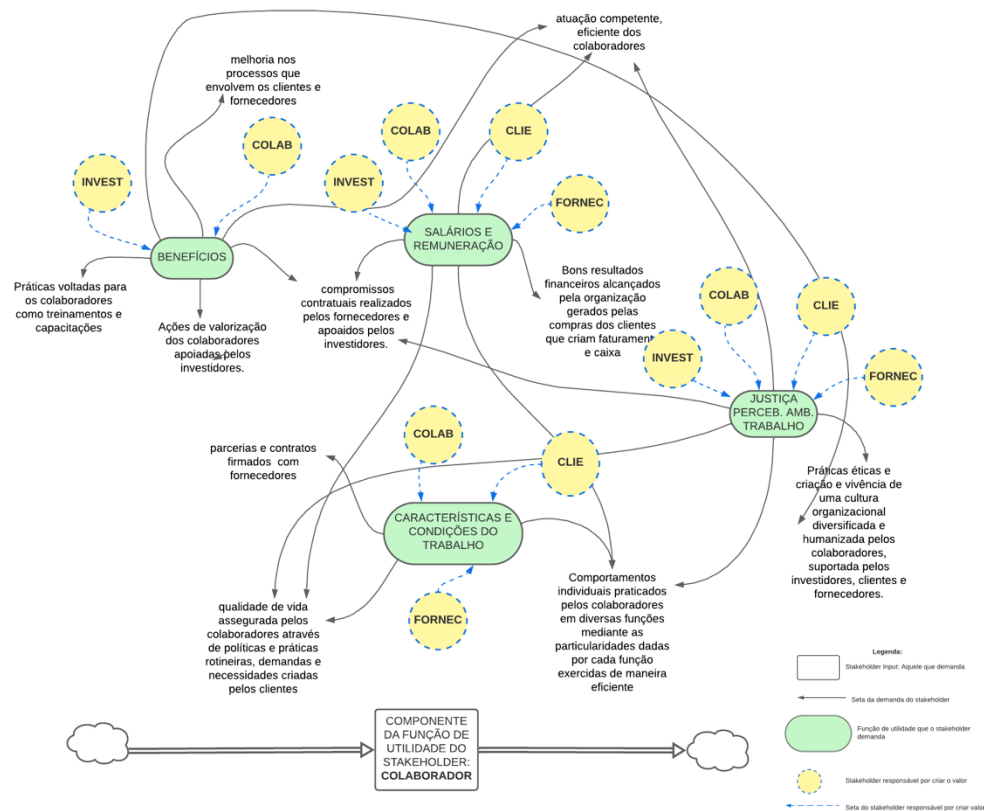 atuação competente,
eficiente dos
colaboradores
melhoria nos
processos que
envolvem os clientes e
fornecedores
INVEST
COLAB
INVEST
COLAB
CLIE
FORNEC
BENEFÍCIOS
SALÁRIOS E
REMUNERAÇÃO
Práticas voltadas para
os colaboradores
como treinamentos e
capacitações
Ações de valorização
dos colaboradores
apoiadas pelos
investidores.
compromissos
contratuais realizados
pelos fornecedores e
apoaidos pelos
investidores.
Bons resultados
financeiros alcançados
pela organização
gerados pelas
compras dos clientes
que criam faturamento
e caixa
INVEST
COLAB
CLIE
FORNEC
JUSTIÇA
PERCEB. AMB.
TRABALHO
parcerias e contratos
firmados com
fornecedores
COLAB
CLIE
CARACTERÍSTICAS E
CONDIÇÕES DO
TRABALHO
FORNEC
Práticas éticas e
criação e vivência de
uma cultura
organizacional
diversificada e
humanizada pelos
colaboradores,
suportada pelos
investidores, clientes e
fornecedores.
qualidade de vida
assegurada pelos
colaboradores através
de políticas e práticas
rotineiras, demandas e
necessidades criadas
pelos clientes
Comportamentos
individuais praticados
pelos colaboradores
em diversas funções
mediante as
particularidades dadas
por cada função
exercidas de maneira
eficiente
COMPONENTE
DA FUNÇÃO DE
UTILIDADE DO
STAKEHOLDER:
COLABORADOR
Legenda:
Stakeholder Input: Aquele que demanda
Seta da demanda do stakeholder
Função de utilidade que o stakeholder
demanda
Stakeholder responsável por criar o valor
Seta do stakeholder responsável por criar valor